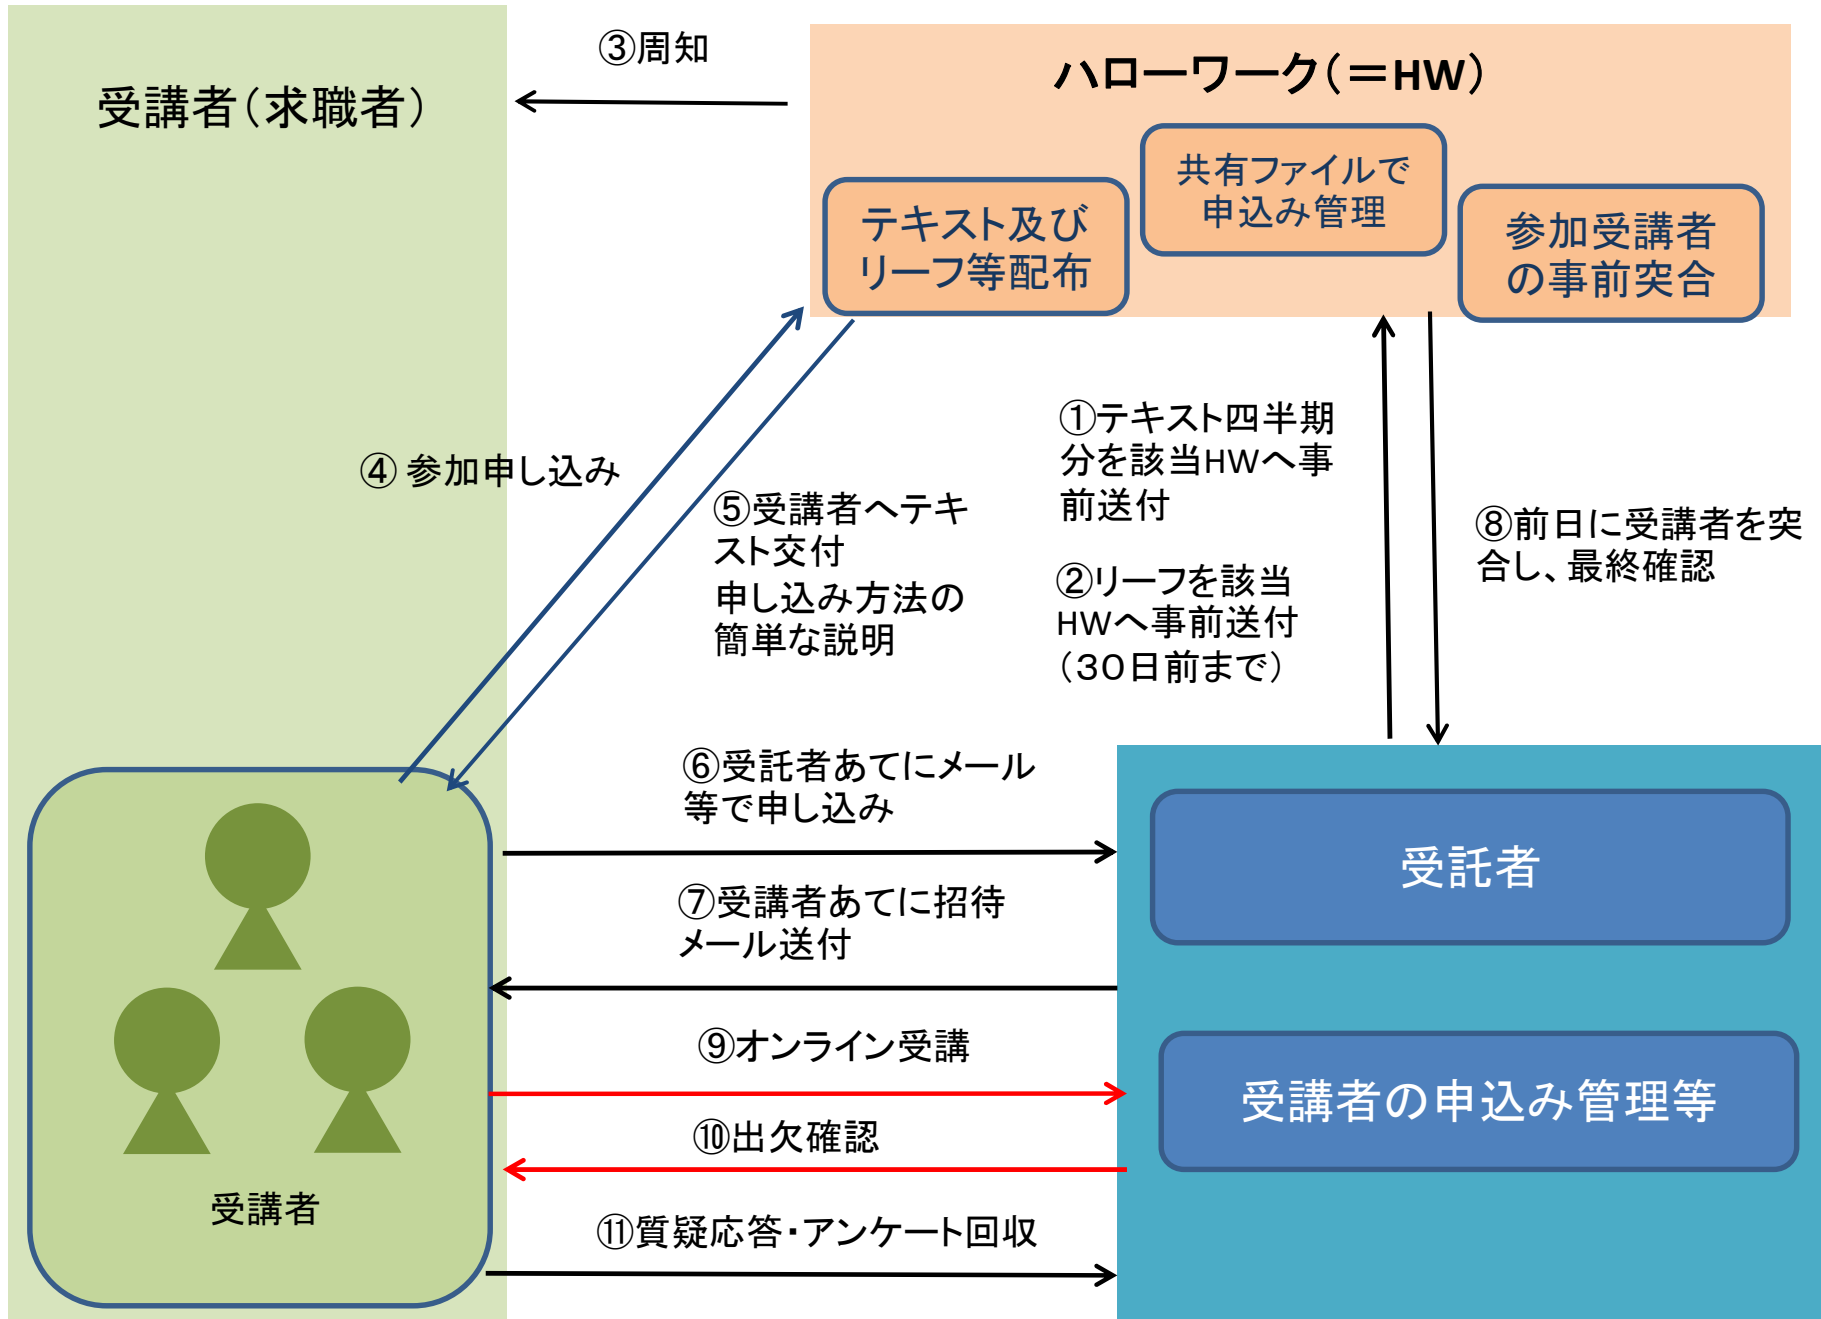 受講者（求職者）
③周知
ハローワーク（＝HW）
共有ファイルで
申込み管理
テキスト及び
リーフ等配布
参加受講者
の事前突合
①テキスト四半期
分を該当HWへ事
前送付
②リーフを該当
HWへ事前送付
（３０日前まで）
④ 参加申し込み
⑤受講者へテキ
スト交付
申し込み方法の
簡単な説明
⑧前日に受講者を突
合し、最終確認
⑥受託者あてにメール
等で申し込み
受託者
⑦受講者あてに招待
メール送付
⑨オンライン受講
受講者の申込み管理等
⑩出欠確認
受講者
⑪質疑応答・アンケート回収